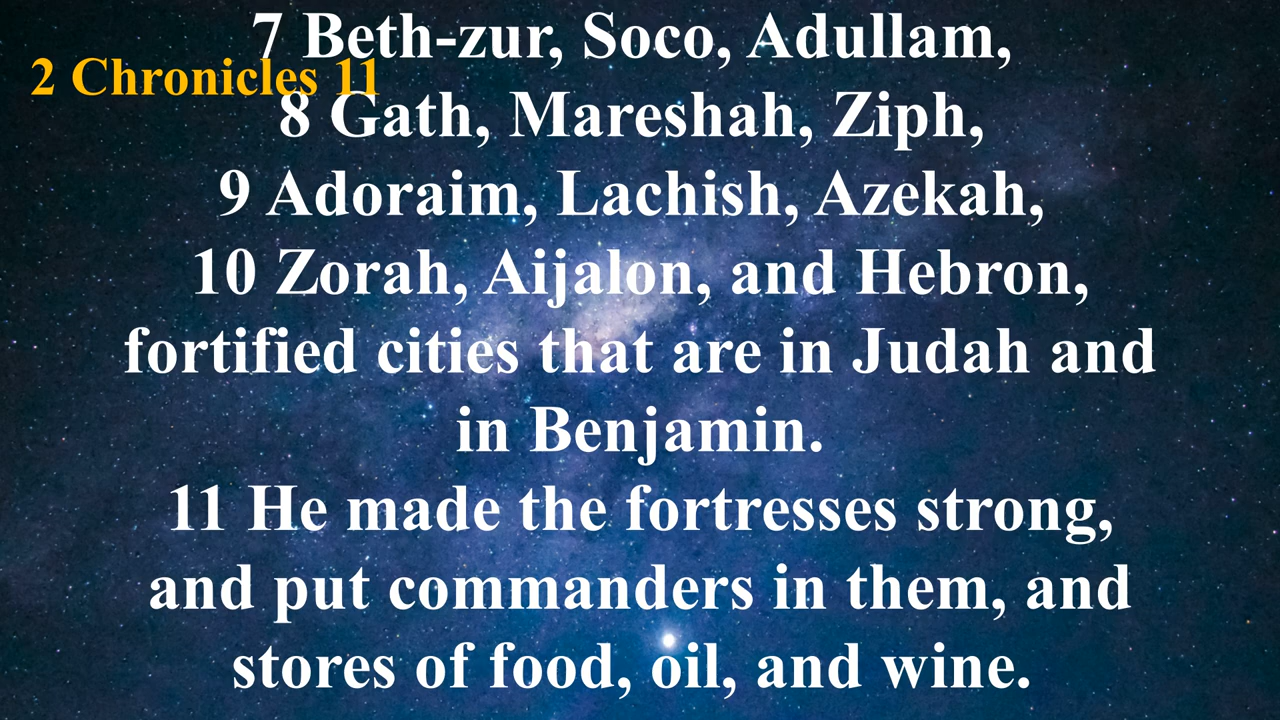 7 Beth-zur, Soco, Adullam,
2 Chronicles 11
8 Gath, Mareshah, Ziph,
9 Adoraim, Lachish, Azekah,
10 Zorah, Aijalon, and Hebron,
fortified cities that are in Judah and
in Benjamin.
11 He made the fortresses strong,
and put commanders in them, and
stores of food, oil, and wine.